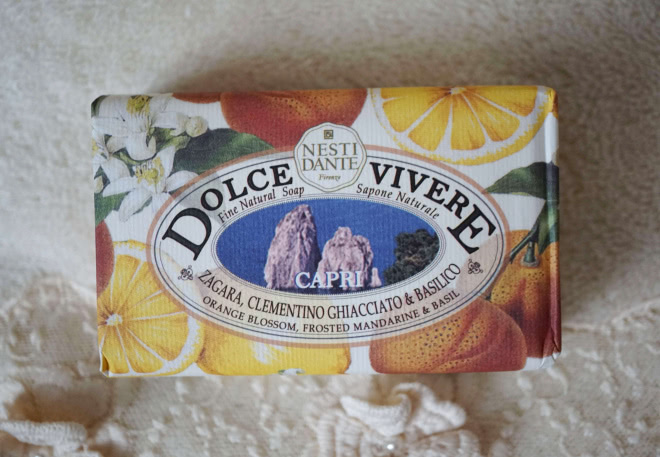 NESTI
DANTE
Firenze
DOLCE VIVERE
Fine Natural Soap Sapone Naturale
CAPRI
ZAGARA, CLEMENTINO GHIACCIATO & BASILICO
ORANGE BLOSSOM, FROSTED MANDARINE & BASIL